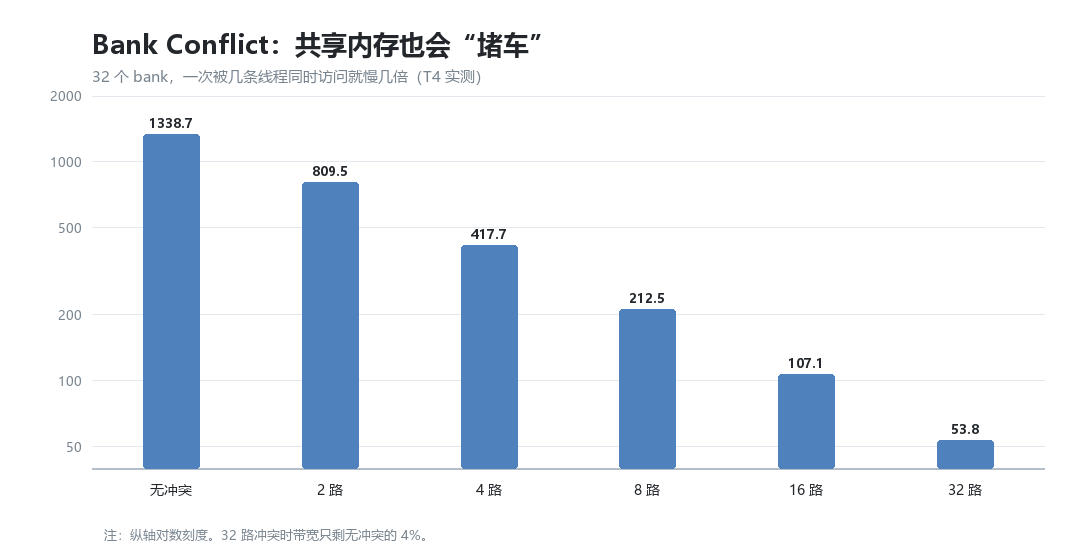 Bank Conflict：共享内存也会“堵车”
32 个 bank，一次被几条线程同时访问就慢几倍（T4 实测）
2000
1000
500
200
100
50
1338.7
809.5
417.7
212.5
107.1
53.8
无冲突
2 路
4 路
8 路
16 路
32 路
注：纵轴对数刻度。32 路冲突时带宽只剩无冲突的 4%。